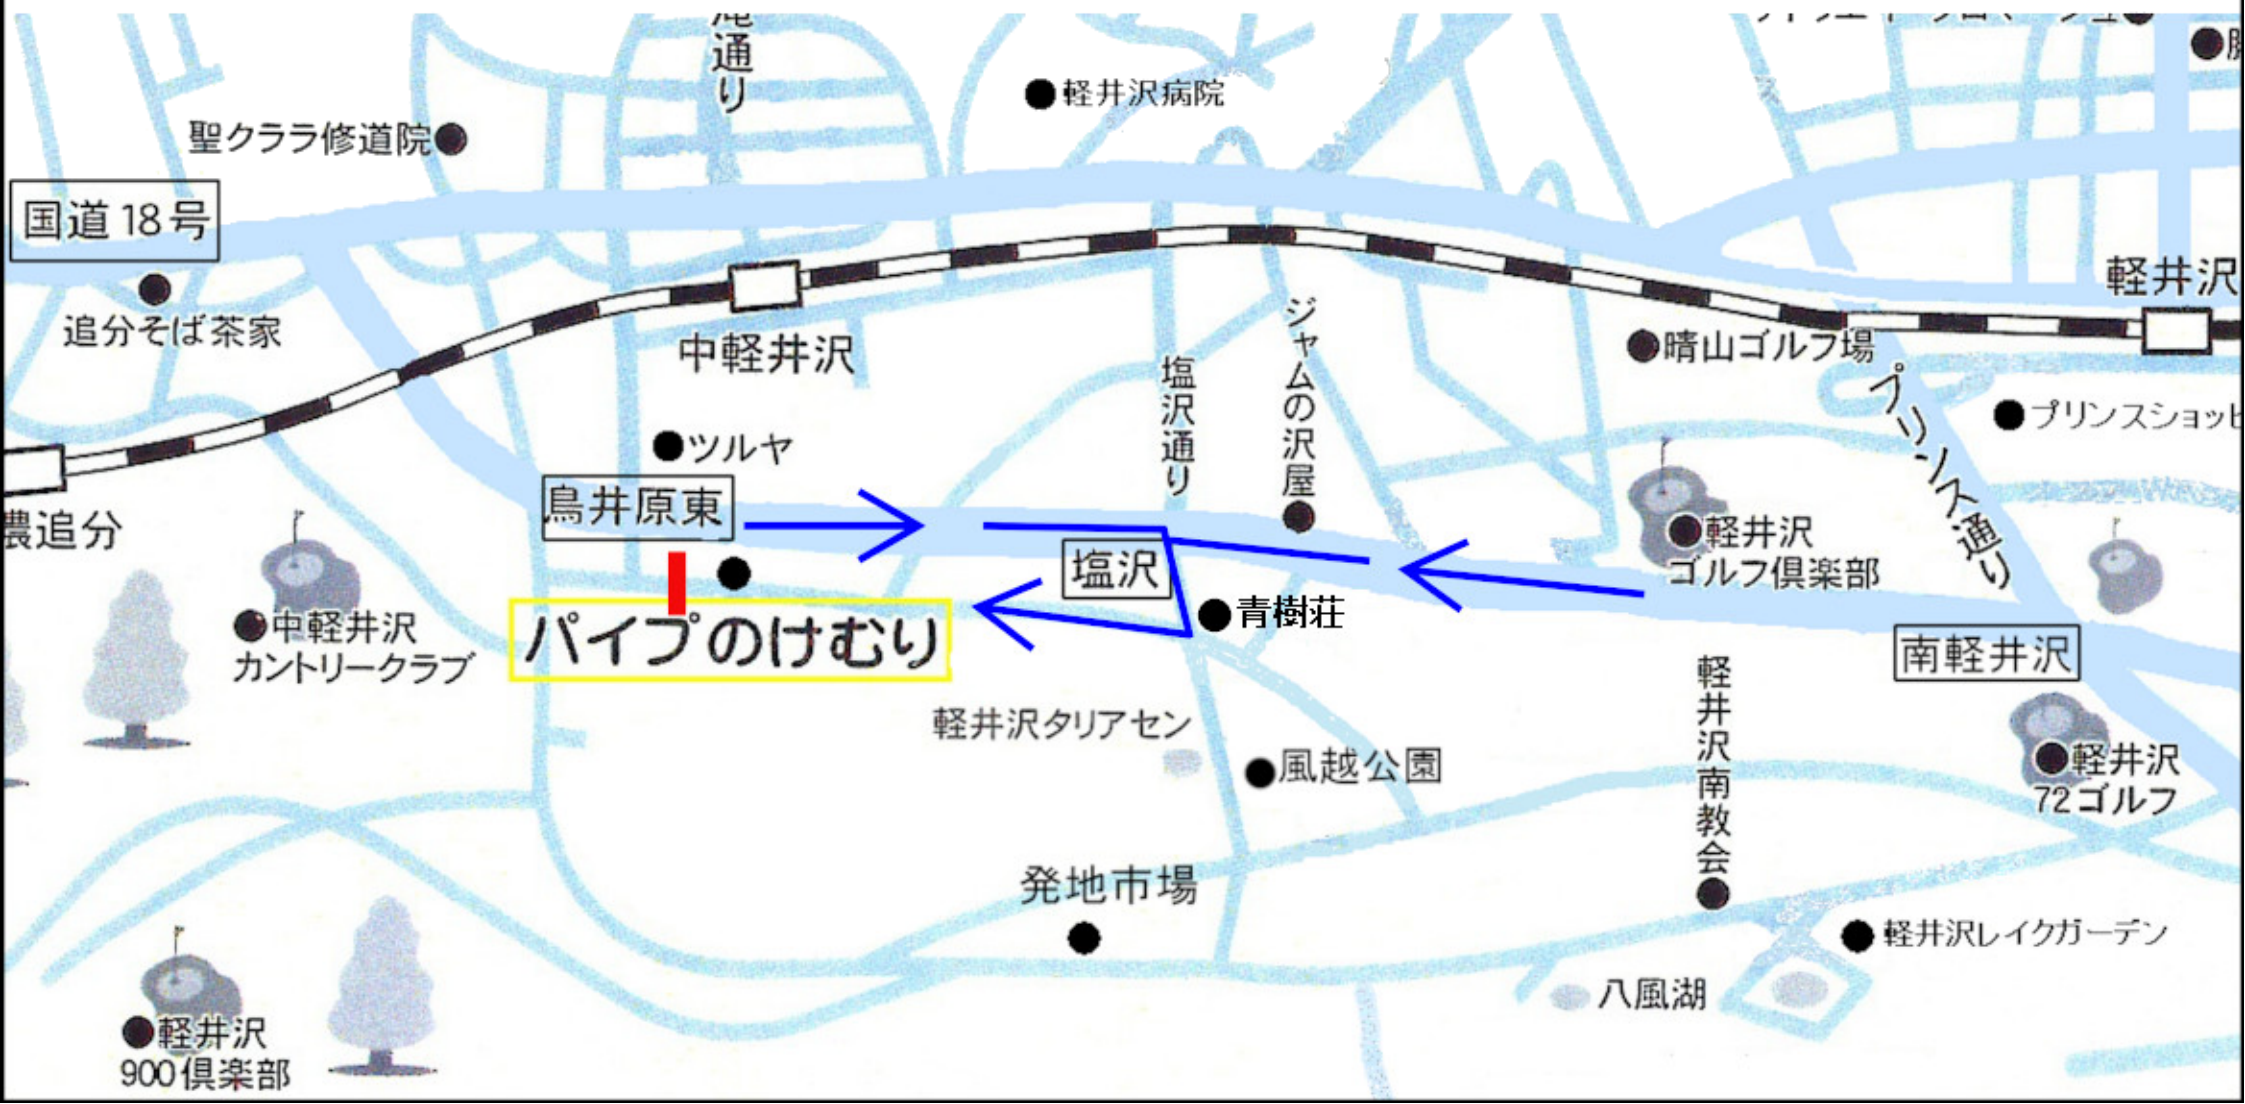 通り
軽井沢病院
聖クララ修道院
国道18号
追分そば茶家
中軽井沢
軽井沢
晴山ゴルフ場
プリンス通り
プリンスショッ
塩沢通り
ジャムの沢屋
ツルヤ
鳥井原東
追分
塩沢
青樹荘
軽井沢
ゴルフ倶楽部
中軽井沢
カントリークラブ
パイプのけむり
南軽井沢
軽井沢タリアセン
風越公園
軽井沢南教会
軽井沢
72ゴルフ
発地市場
軽井沢レイクガーデン
八風湖
軽井沢
900倶楽部